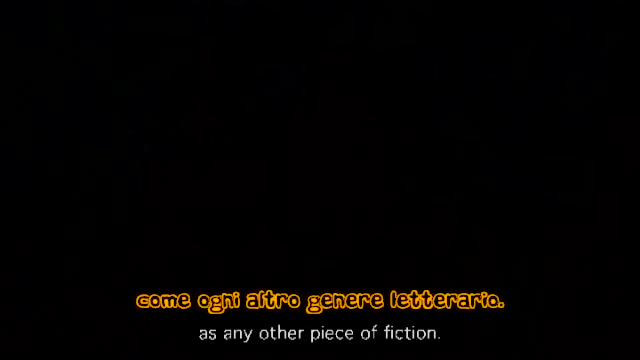 come ogni altro genere letterario.
as any other piece of fiction.